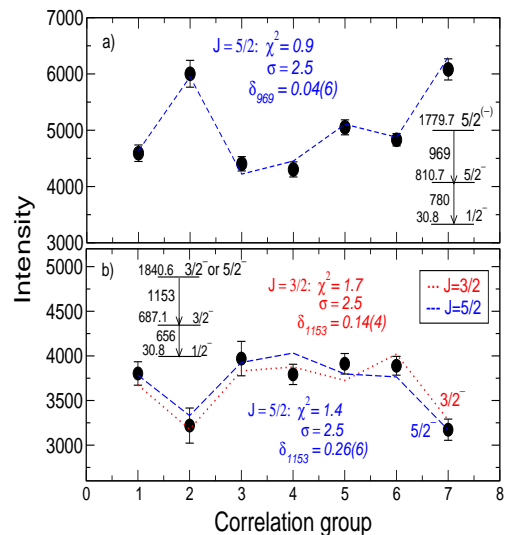 7000
6000
5000
4000
3000
a)
J = 5/2: χ² = 0.9
σ = 2.5
δ969 = 0.04(6)
1779.7 5/2(−)
969
810.7 5/2−
780
30.8 1/2−
Intensity
5000
4500
4000
3500
3000
b)
1840.6 3/2− or 5/2−
1153
687.1 3/2−
656
30.8 1/2−
J = 3/2: χ² = 1.7
σ = 2.5
δ1153 = 0.14(4)
J=3/2
J=5/2
J = 5/2: χ² = 1.4
σ = 2.5
δ1153 = 0.26(6)
3/2−
5/2−
0 1 2 3 4 5 6 7 8
Correlation group